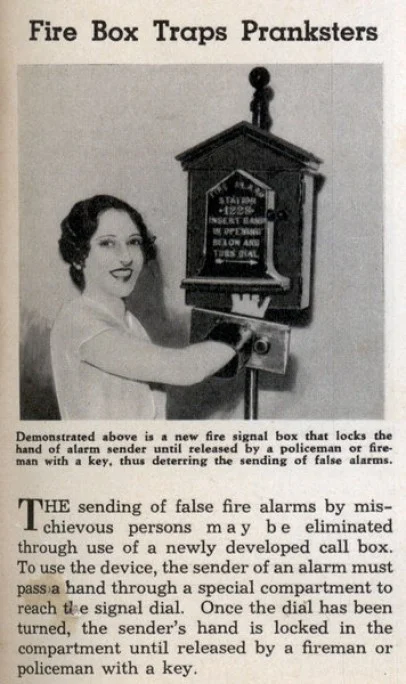 Fire Box Traps Pranksters
FIRE ALARM
STATION
-1228-
INSERT HAND
IN OPENING
BELOW AND
TURN DIAL
Demonstrated above is a new fire signal box that locks the
hand of alarm sender until released by a policeman or fire-
man with a key, thus deterring the sending of false alarms.
THE sending of false fire alarms by mis-
chievous persons may be eliminated
through use of a newly developed call box.
To use the device, the sender of an alarm must
pass a hand through a special compartment to
reach the signal dial. Once the dial has been
turned, the sender's hand is locked in the
compartment until released by a fireman or
policeman with a key.